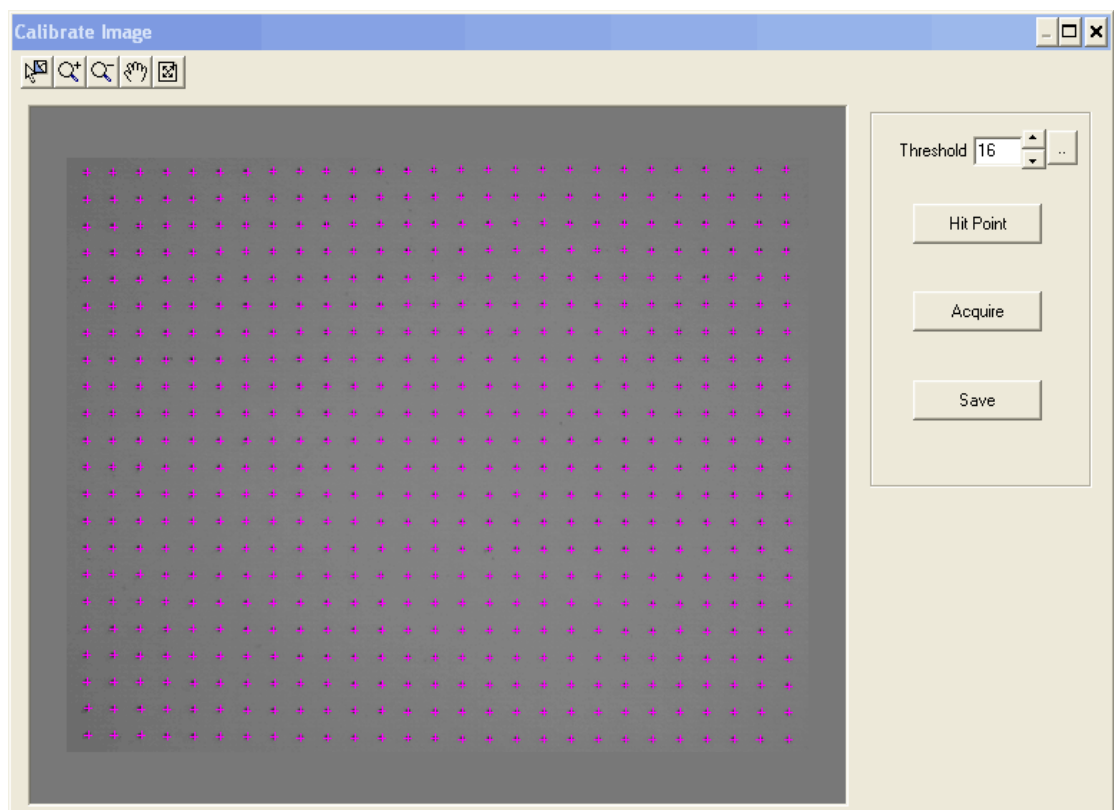 Calibrate Image
Threshold 16 ..
Hit Point
Acquire
Save